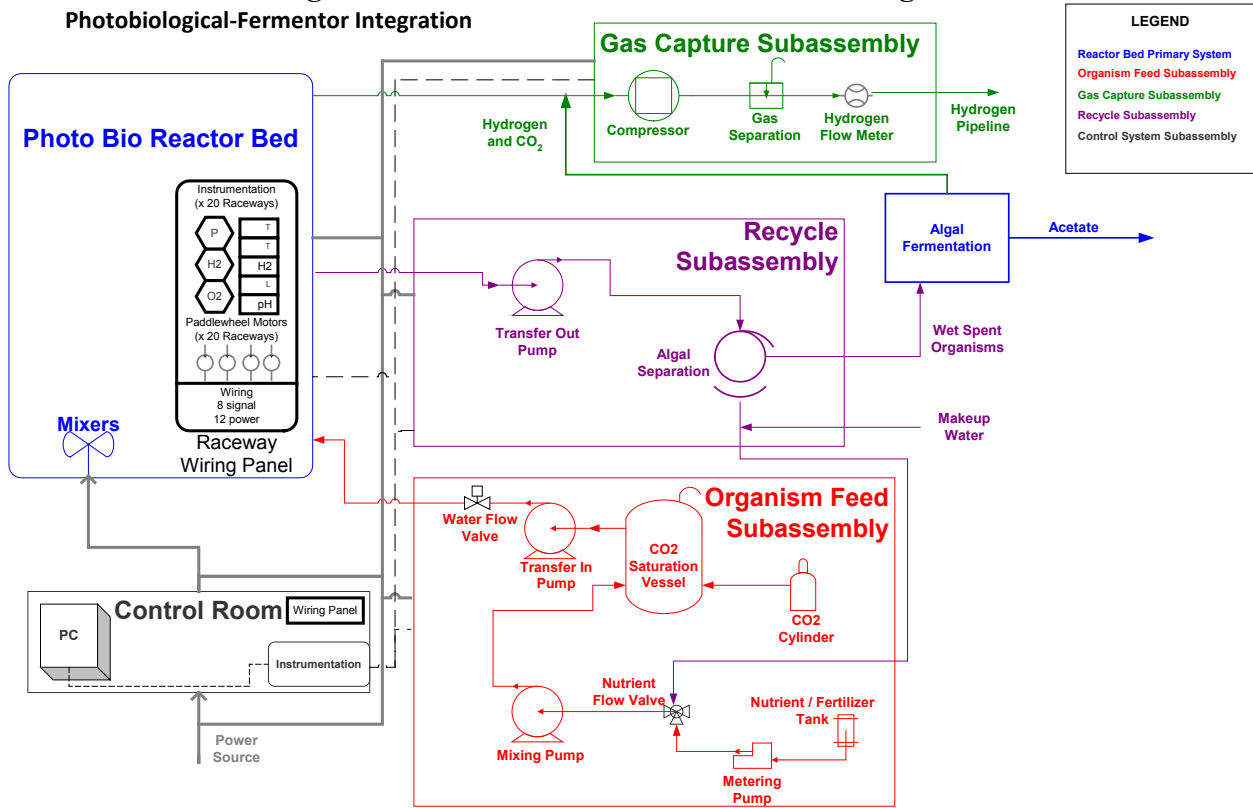 Photobiological-Fermentor Integration
LEGEND
Reactor Bed Primary System
Organism Feed Subassembly
Gas Capture Subassembly
Recycle Subassembly
Control System Subassembly
Gas Capture Subassembly
Compressor
Gas
Separation
Hydrogen
Flow Meter
Hydrogen
Pipeline
Hydrogen
and CO2
Photo Bio Reactor Bed
Instrumentation
(x 20 Raceways)
P
H2
O2
T
T
H2
L
pH
Paddlewheel Motors
(x 20 Raceways)
Wiring
8 signal
12 power
Raceway
Wiring Panel
Mixers
Recycle
Subassembly
Transfer Out
Pump
Algal
Separation
Algal
Fermentation
Acetate
Wet Spent
Organisms
Makeup
Water
Organism Feed
Subassembly
Water Flow
Valve
Transfer In
Pump
CO2
Saturation
Vessel
CO2
Cylinder
Nutrient
Flow Valve
Mixing Pump
Nutrient / Fertilizer
Tank
Metering
Pump
Control Room
Wiring Panel
PC
Instrumentation
Power
Source